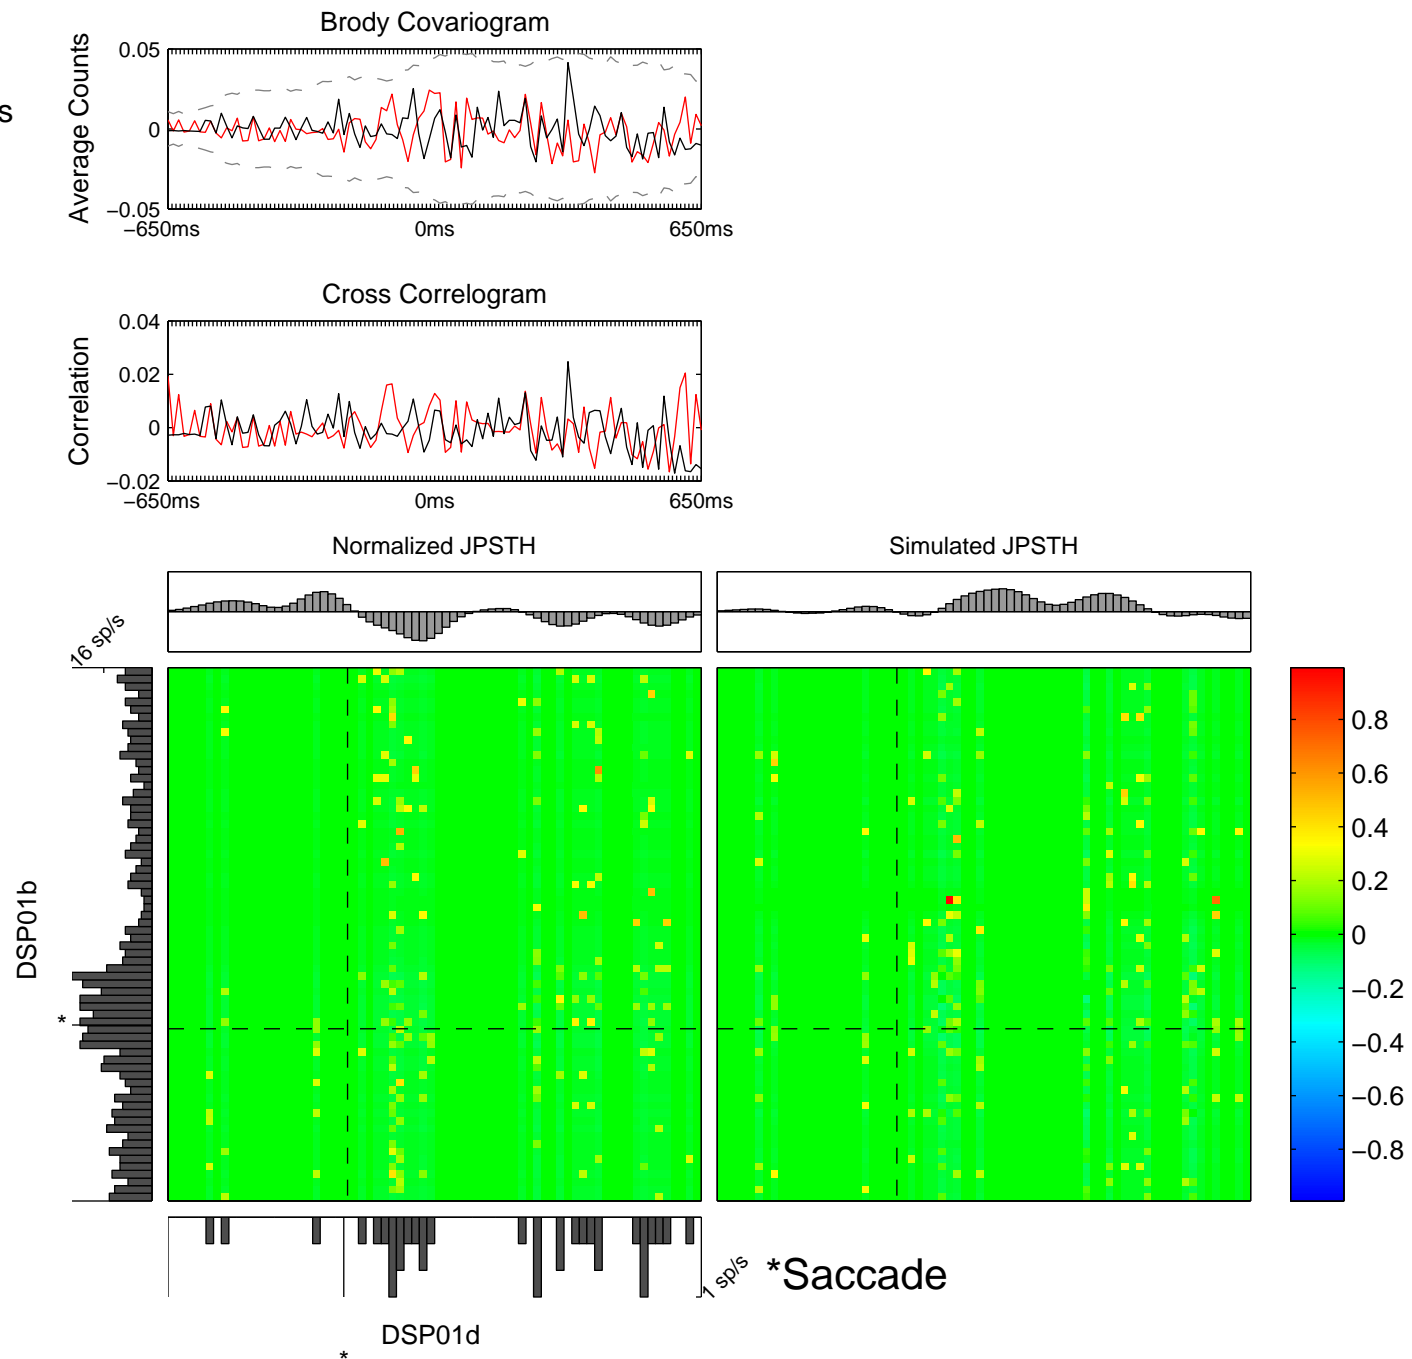 Brody Covariogram
s
Average Counts
0.05
0
−0.05
−650ms
0ms
650ms
Cross Correlogram
Correlation
0.04
0.02
0
−0.02
−650ms
0ms
650ms
Normalized JPSTH
Simulated JPSTH
16 sp/s
DSP01b
*
0.8
0.6
0.4
0.2
0
−0.2
−0.4
−0.6
−0.8
1 sp/s
*Saccade
DSP01d
*